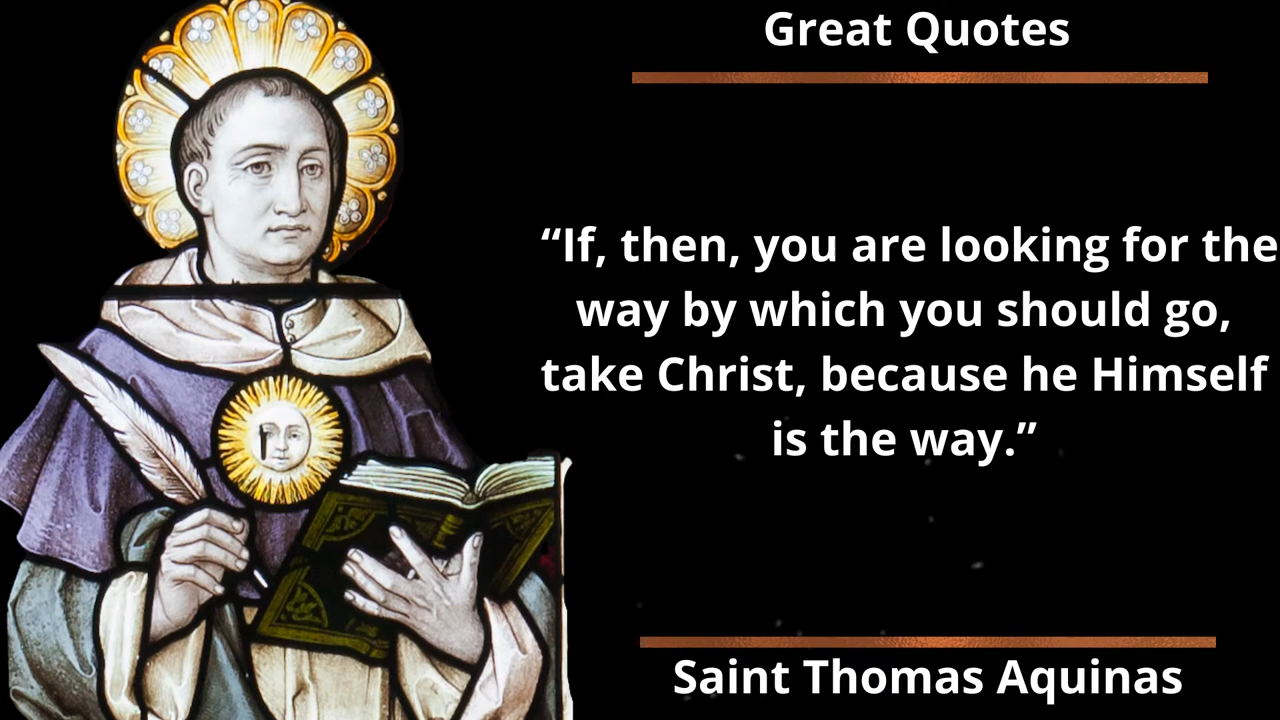 Great Quotes
“If, then, you are looking for the
way by which you should go,
take Christ, because he Himself
is the way.”
Saint Thomas Aquinas